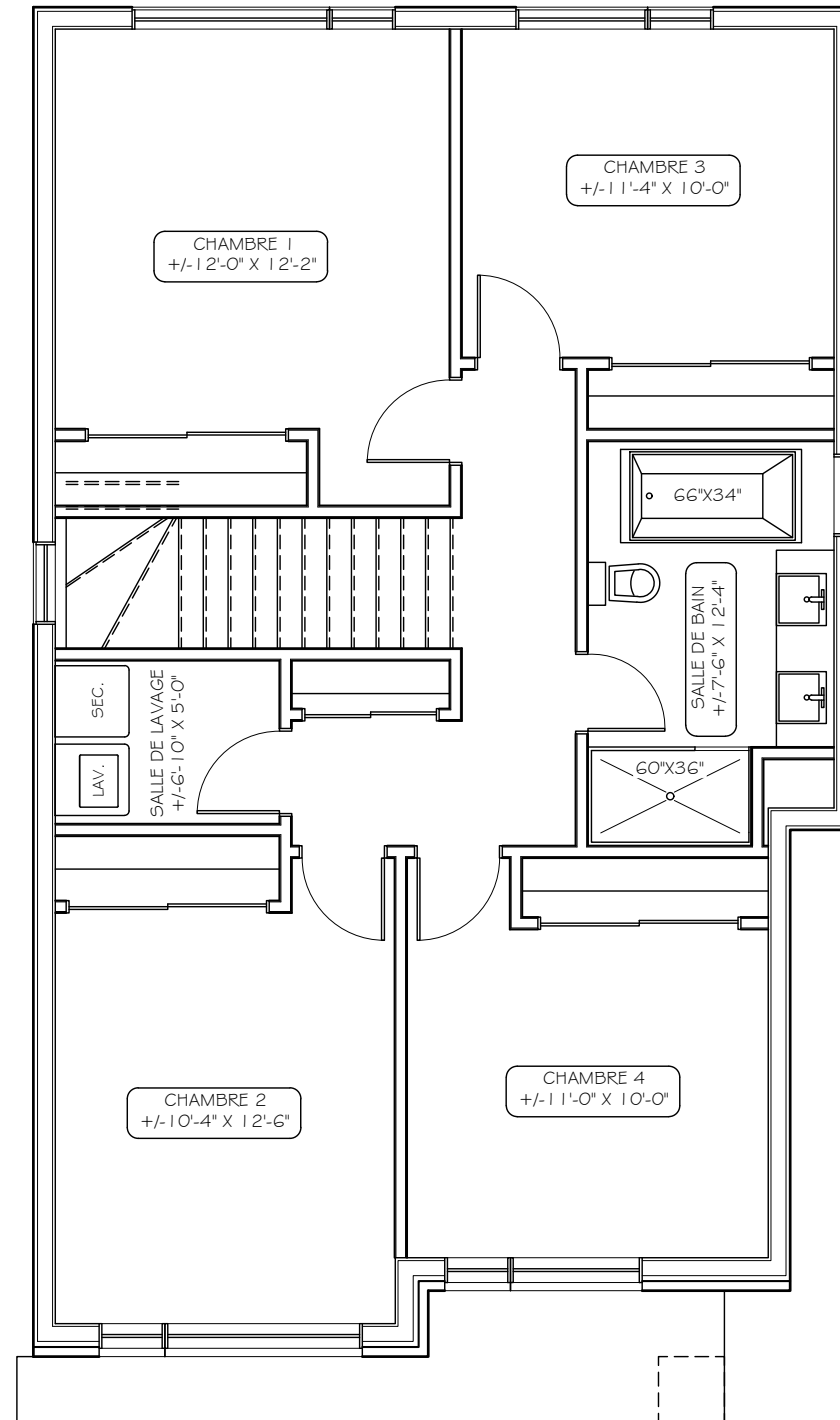 CHAMBRE 3
+/-11'-4" X 10'-0"
CHAMBRE 1
+/-12'-0" X 12'-2"
66"X34"
SALLE DE BAIN
+/-7'-6" X 12'-4"
SEC.
LAV.
SALLE DE LAVAGE
+/-6'-10" X 5'-0"
60"X36"
CHAMBRE 4
+/-11'-0" X 10'-0"
CHAMBRE 2
+/-10'-4" X 12'-6"